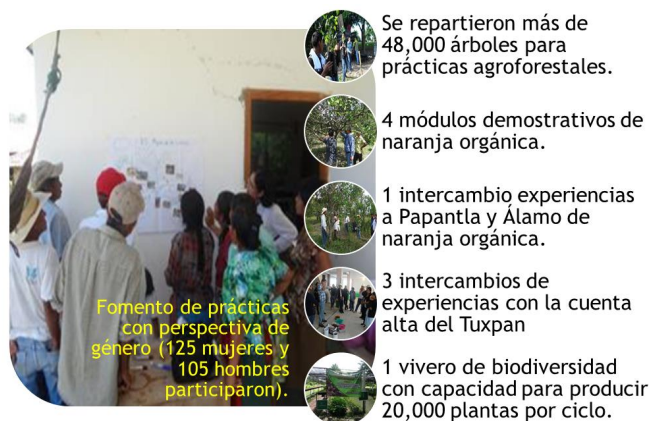 Se repartieron más de
48,000 árboles para
prácticas agroforestales.
4 módulos demostrativos de
naranja orgánica.
1 intercambio experiencias
a Papantla y Álamo de
naranja orgánica.
3 intercambios de
experiencias con la cuenta
alta del Tuxpan
1 vivero de biodiversidad
con capacidad para producir
20,000 plantas por ciclo.
Fomento de prácticas
con perspectiva de
género (125 mujeres y
105 hombres
participaron).